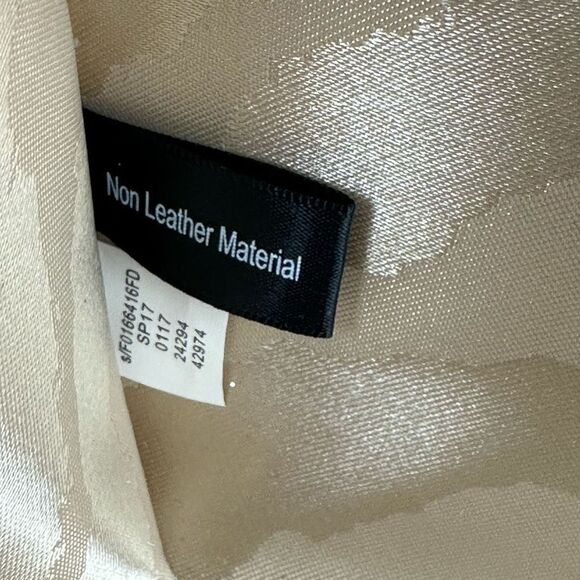 Non Leather Material
s/F0166416FD
SP17
0117
24294
42974